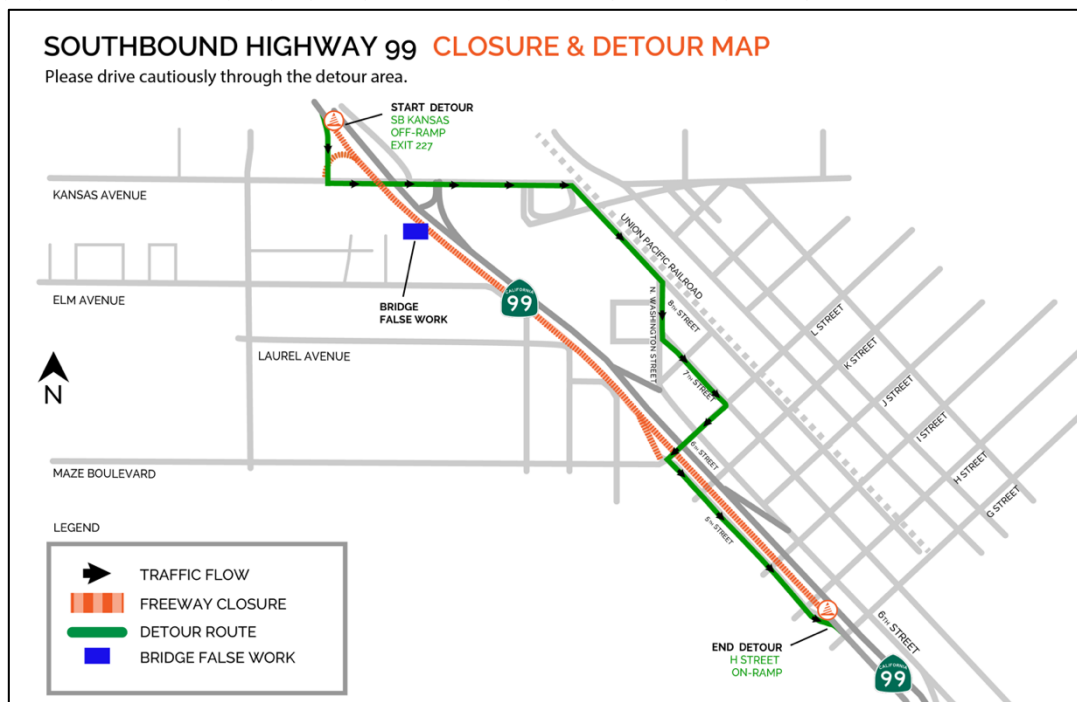 SOUTHBOUND HIGHWAY 99 CLOSURE & DETOUR MAP
Please drive cautiously through the detour area.
START DETOUR
SB KANSAS
OFF-RAMP
EXIT 227
KANSAS AVENUE
UNION PACIFIC RAILROAD
BRIDGE
FALSE WORK
ELM AVENUE
CALIFORNIA
99
N. WASHINGTON STREET
8TH STREET
L STREET
K STREET
J STREET
I STREET
H STREET
G STREET
LAUREL AVENUE
7TH STREET
N
6TH STREET
MAZE BOULEVARD
5TH STREET
LEGEND
TRAFFIC FLOW
FREEWAY CLOSURE
DETOUR ROUTE
BRIDGE FALSE WORK
END DETOUR
H STREET
ON-RAMP
6TH STREET
CALIFORNIA
99